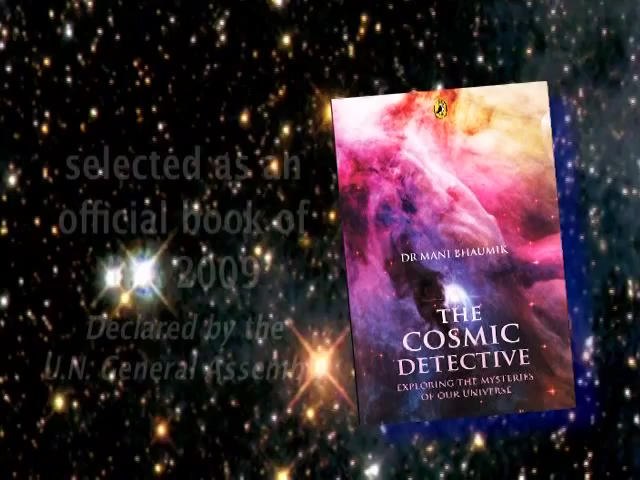 selected as an
official book of
2009
Declared by the
U.N. General Assemb
DR MANI BHAUMIK
THE
COSMIC
DETECTIVE
EXPLORING THE MYSTERIES
OF OUR UNIVERSE